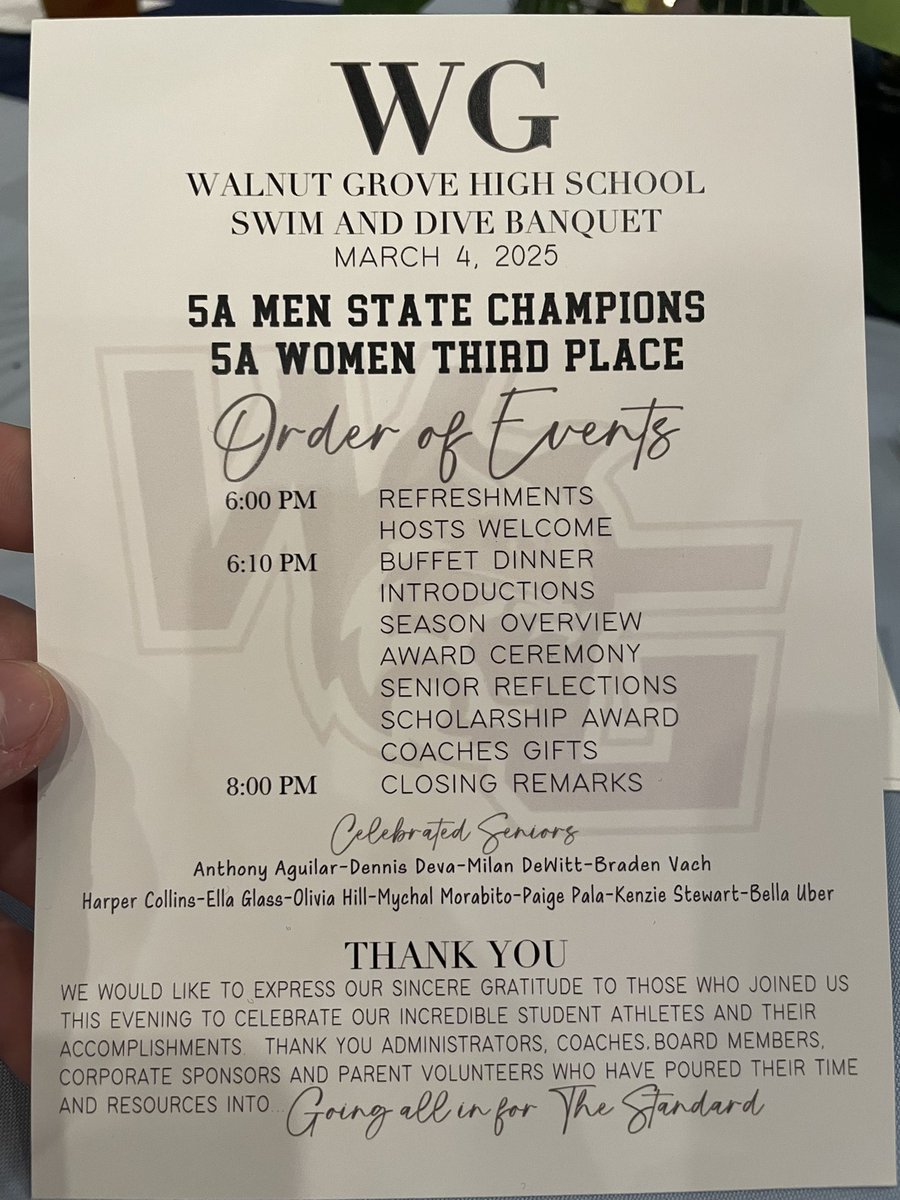 WG
WALNUT GROVE HIGH SCHOOL
SWIM AND DIVE BANQUET
MARCH 4, 2025
5A MEN STATE CHAMPIONS
5A WOMEN THIRD PLACE
Order of Events
6:00 PM REFRESHMENTS
HOSTS WELCOME
6:10 PM BUFFET DINNER
INTRODUCTIONS
SEASON OVERVIEW
AWARD CEREMONY
SENIOR REFLECTIONS
SCHOLARSHIP AWARD
COACHES GIFTS
8:00 PM CLOSING REMARKS
Celebrated Seniors
Anthony Aguilar-Dennis Deva-Milan DeWitt-Braden Vach
Harper Collins-Ella Glass-Olivia Hill-Mychal Morabito-Paige Pala-Kenzie Stewart-Bella Uber
THANK YOU
WE WOULD LIKE TO EXPRESS OUR SINCERE GRATITUDE TO THOSE WHO JOINED US
THIS EVENING TO CELEBRATE OUR INCREDIBLE STUDENT ATHLETES AND THEIR
ACCOMPLISHMENTS. THANK YOU ADMINISTRATORS, COACHES.BOARD MEMBERS,
CORPORATE SPONSORS AND PARENT VOLUNTEERS WHO HAVE POURED THEIR TIME
AND RESOURCES INTO... Going all in for The Standard